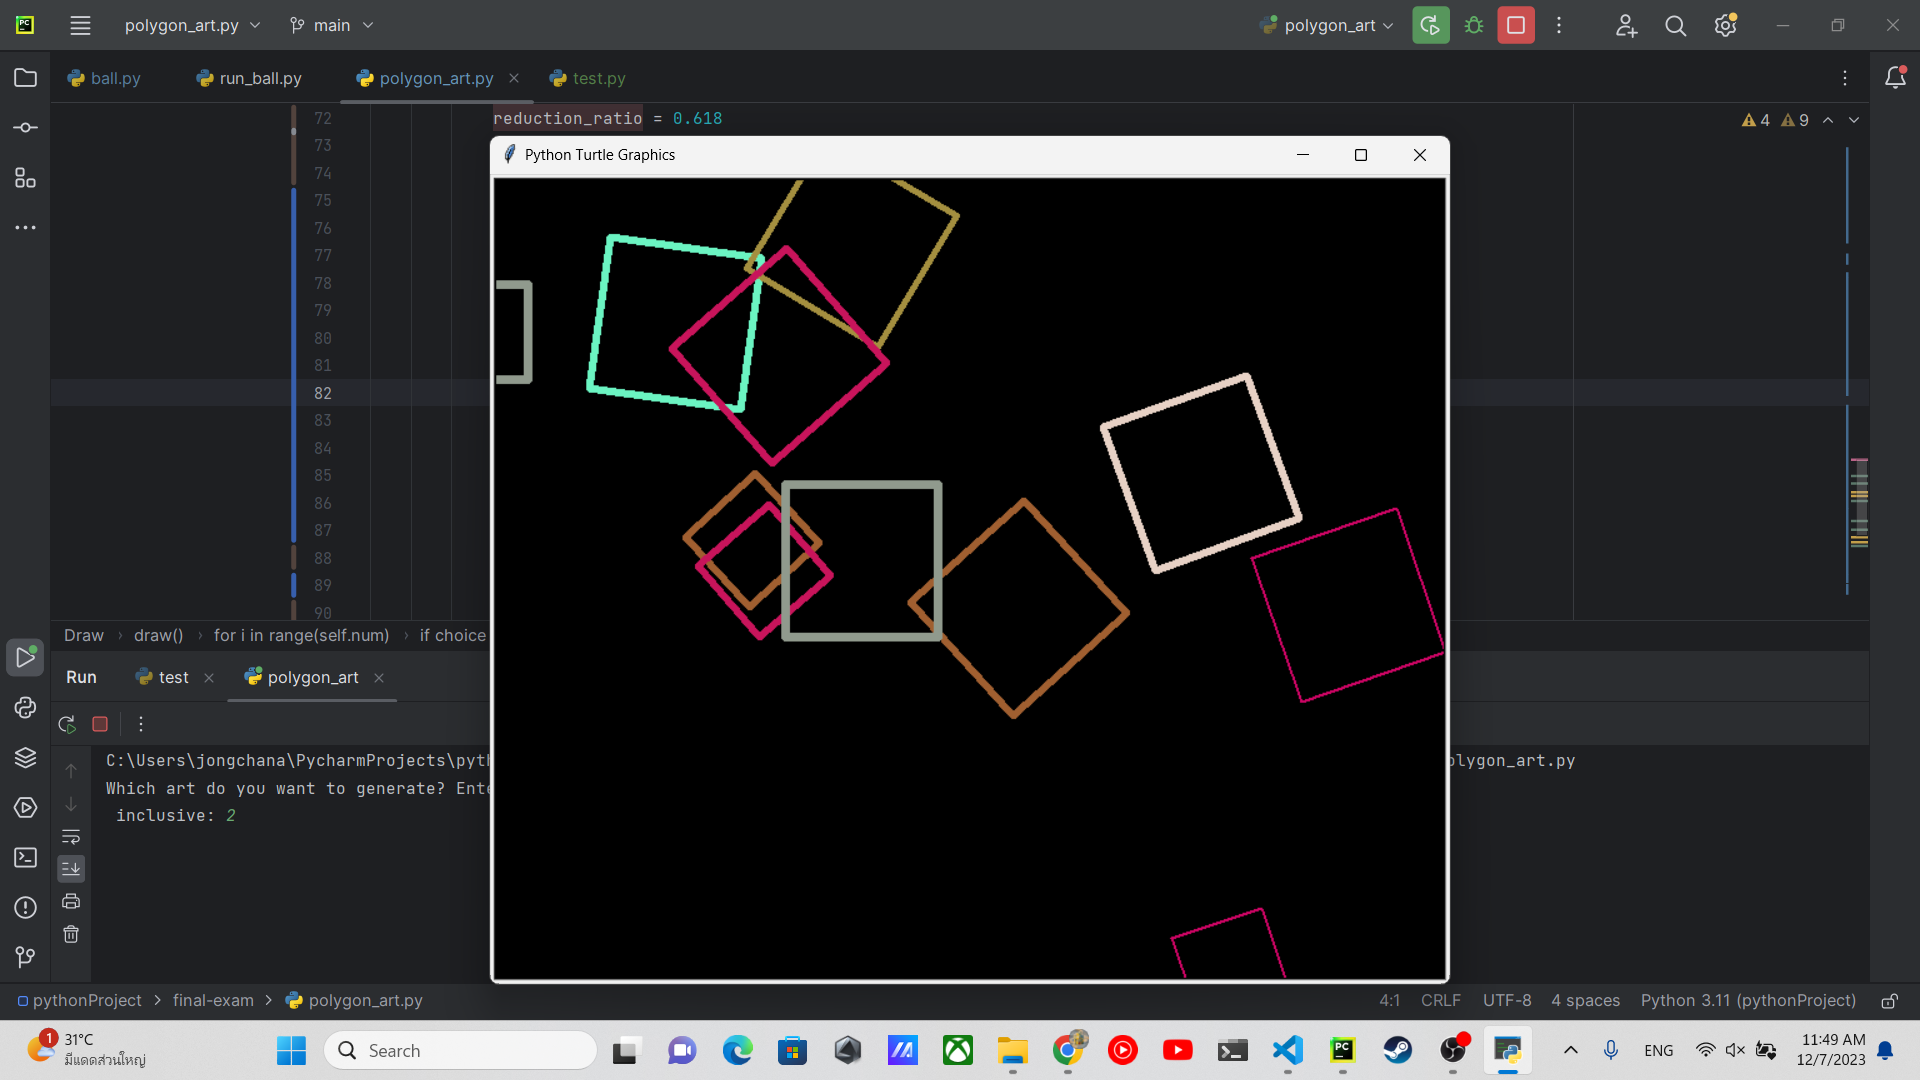 PC
polygon_art.py
main
polygon_art
ball.py
run_ball.py
polygon_art.py
test.py
72
reduction_ratio = 0.618
4
9
73
74
75
76
77
78
79
80
81
82
83
84
85
86
87
88
89
90
Python Turtle Graphics
Draw
draw()
for i in range(self.num)
if choice
Run
test
polygon_art
C:\Users\jongchana\PycharmProjects\pyth
olygon_art.py
Which art do you want to generate? Ente
inclusive: 2
pythonProject
final-exam
polygon_art.py
4:1
CRLF
UTF-8
4 spaces
Python 3.11 (pythonProject)
1
31°C
มีแดดส่วนใหญ่
Search
PC
ENG
11:49 AM
12/7/2023